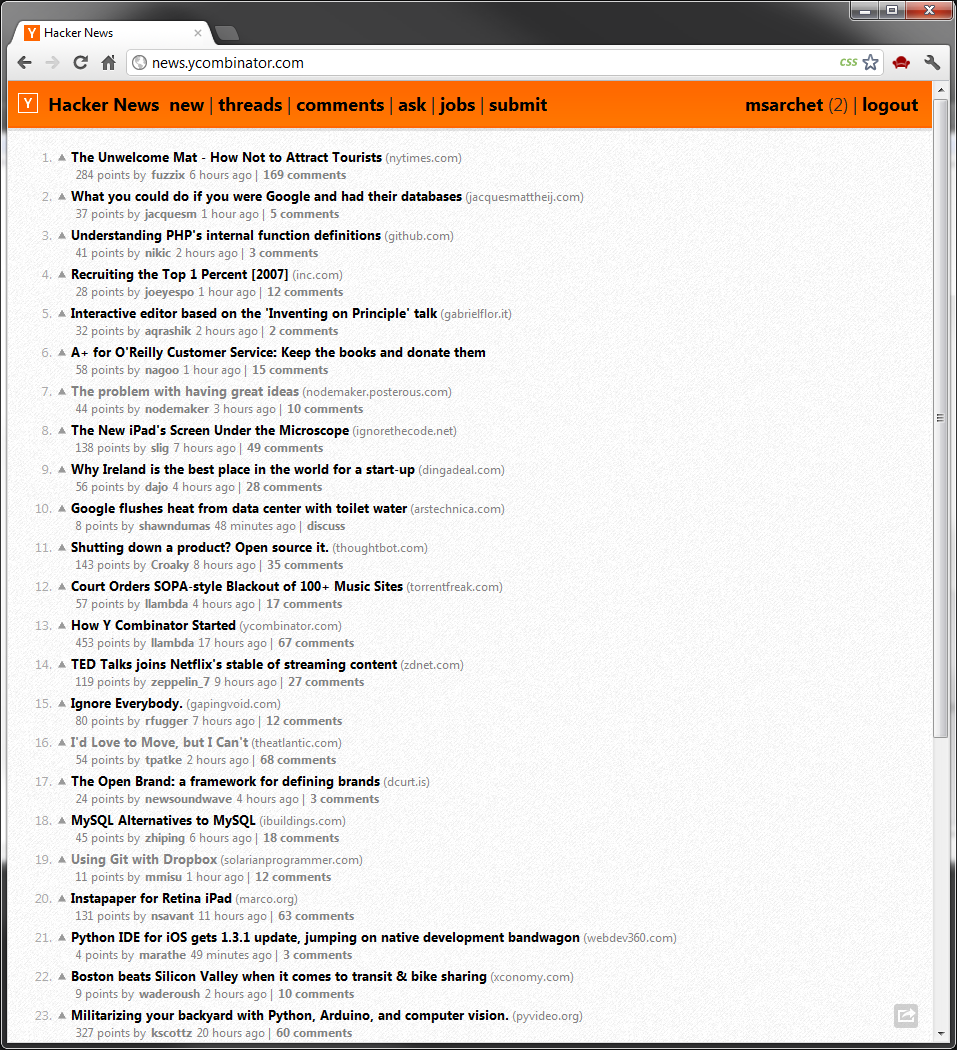 Hacker News
news.ycombinator.com
CSS
Y Hacker News new | threads | comments | ask | jobs | submit msarchet (2) | logout
1. The Unwelcome Mat - How Not to Attract Tourists (nytimes.com)
284 points by fuzzix 6 hours ago | 169 comments
2. What you could do if you were Google and had their databases (jacquesmattheij.com)
37 points by jacquesm 1 hour ago | 5 comments
3. Understanding PHP's internal function definitions (github.com)
41 points by nikic 2 hours ago | 3 comments
4. Recruiting the Top 1 Percent [2007] (inc.com)
28 points by joeyespo 1 hour ago | 12 comments
5. Interactive editor based on the 'Inventing on Principle' talk (gabrielflor.it)
32 points by aqrashik 2 hours ago | 2 comments
6. A+ for O'Reilly Customer Service: Keep the books and donate them
58 points by nagoo 1 hour ago | 15 comments
7. The problem with having great ideas (nodemaker.posterous.com)
44 points by nodemaker 3 hours ago | 10 comments
8. The New iPad's Screen Under the Microscope (ignorethecode.net)
138 points by slig 7 hours ago | 49 comments
9. Why Ireland is the best place in the world for a start-up (dingadeal.com)
56 points by dajo 4 hours ago | 28 comments
10. Google flushes heat from data center with toilet water (arstechnica.com)
8 points by shawndumas 48 minutes ago | discuss
11. Shutting down a product? Open source it. (thoughtbot.com)
143 points by Croaky 8 hours ago | 35 comments
12. Court Orders SOPA-style Blackout of 100+ Music Sites (torrentfreak.com)
57 points by llambda 4 hours ago | 17 comments
13. How Y Combinator Started (ycombinator.com)
453 points by llambda 17 hours ago | 67 comments
14. TED Talks joins Netflix's stable of streaming content (zdnet.com)
119 points by zeppelin_7 9 hours ago | 27 comments
15. Ignore Everybody. (gapingvoid.com)
80 points by rfugger 7 hours ago | 12 comments
16. I'd Love to Move, but I Can't (theatlantic.com)
54 points by tpatke 2 hours ago | 68 comments
17. The Open Brand: a framework for defining brands (dcurt.is)
24 points by newsoundwave 4 hours ago | 3 comments
18. MySQL Alternatives to MySQL (ibuildings.com)
45 points by zhiping 6 hours ago | 18 comments
19. Using Git with Dropbox (solarianprogrammer.com)
11 points by mmisu 1 hour ago | 12 comments
20. Instapaper for Retina iPad (marco.org)
131 points by nsavant 11 hours ago | 63 comments
21. Python IDE for iOS gets 1.3.1 update, jumping on native development bandwagon (webdev360.com)
4 points by marathe 49 minutes ago | 3 comments
22. Boston beats Silicon Valley when it comes to transit & bike sharing (xconomy.com)
9 points by waderoush 2 hours ago | 10 comments
23. Militarizing your backyard with Python, Arduino, and computer vision. (pyvideo.org)
327 points by kscottz 20 hours ago | 60 comments